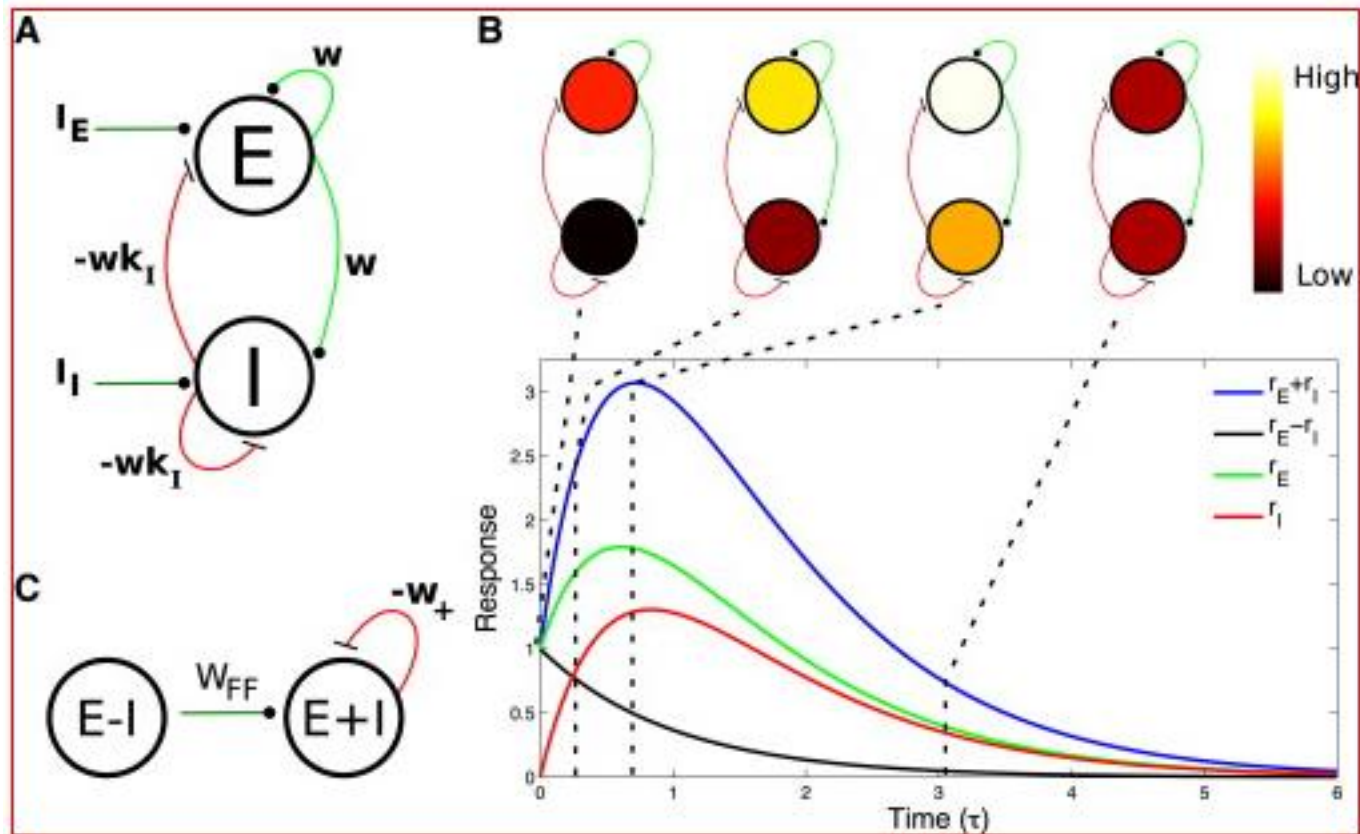 A
w
I_E
E
-wk_I
w
I_I
I
-wk_I
B
High
Low
r_E+r_I
r_E−r_I
r_E
r_I
3
2.5
2
1.5
1
0.5
0
Response
0 1 2 3 4 5 6
Time (τ)
C
-w_+
W_FF
E-I
E+I